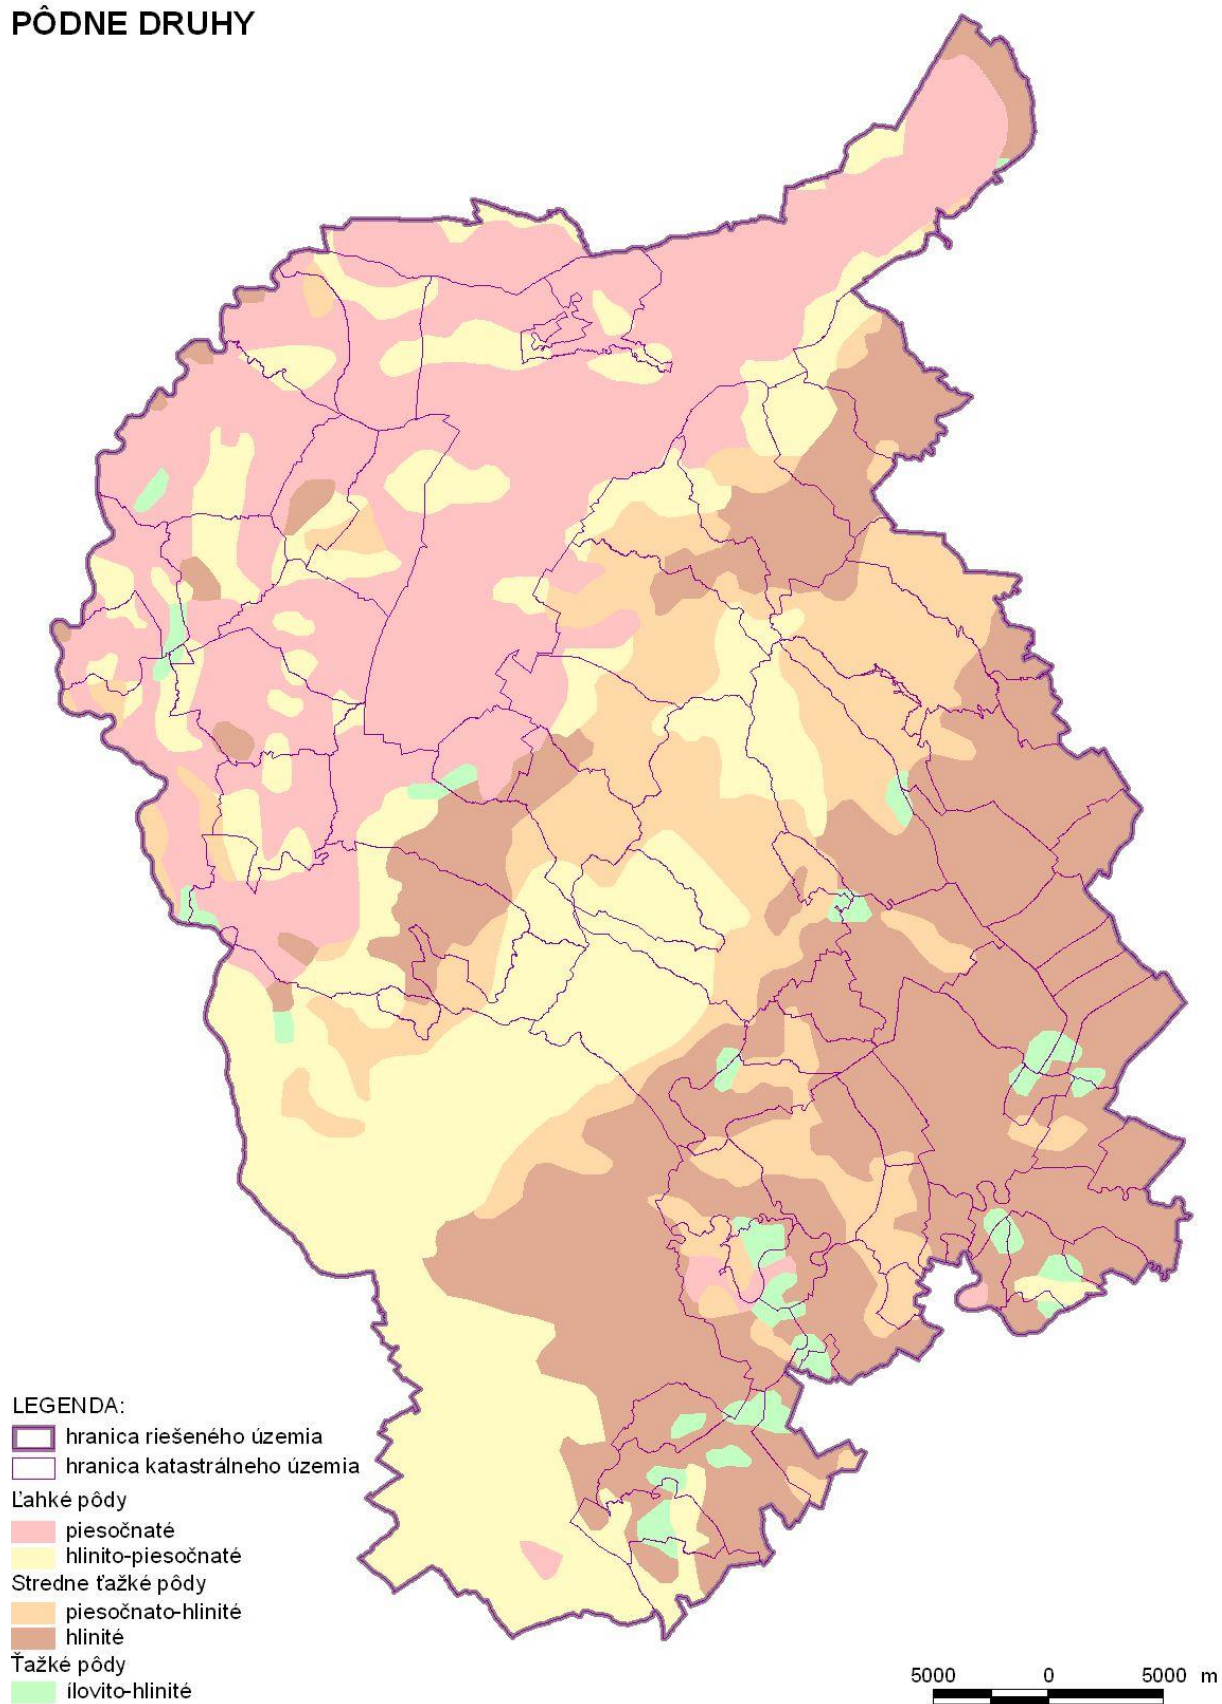 PÔDNE DRUHY
LEGENDA:
hranica riešeného územia
hranica katastrálneho územia
Ľahké pôdy
piesočnaté
hlinito-piesočnaté
Stredne ťažké pôdy
piesočnato-hlinité
hlinité
Ťažké pôdy
ílovito-hlinité
5000 0 5000 m